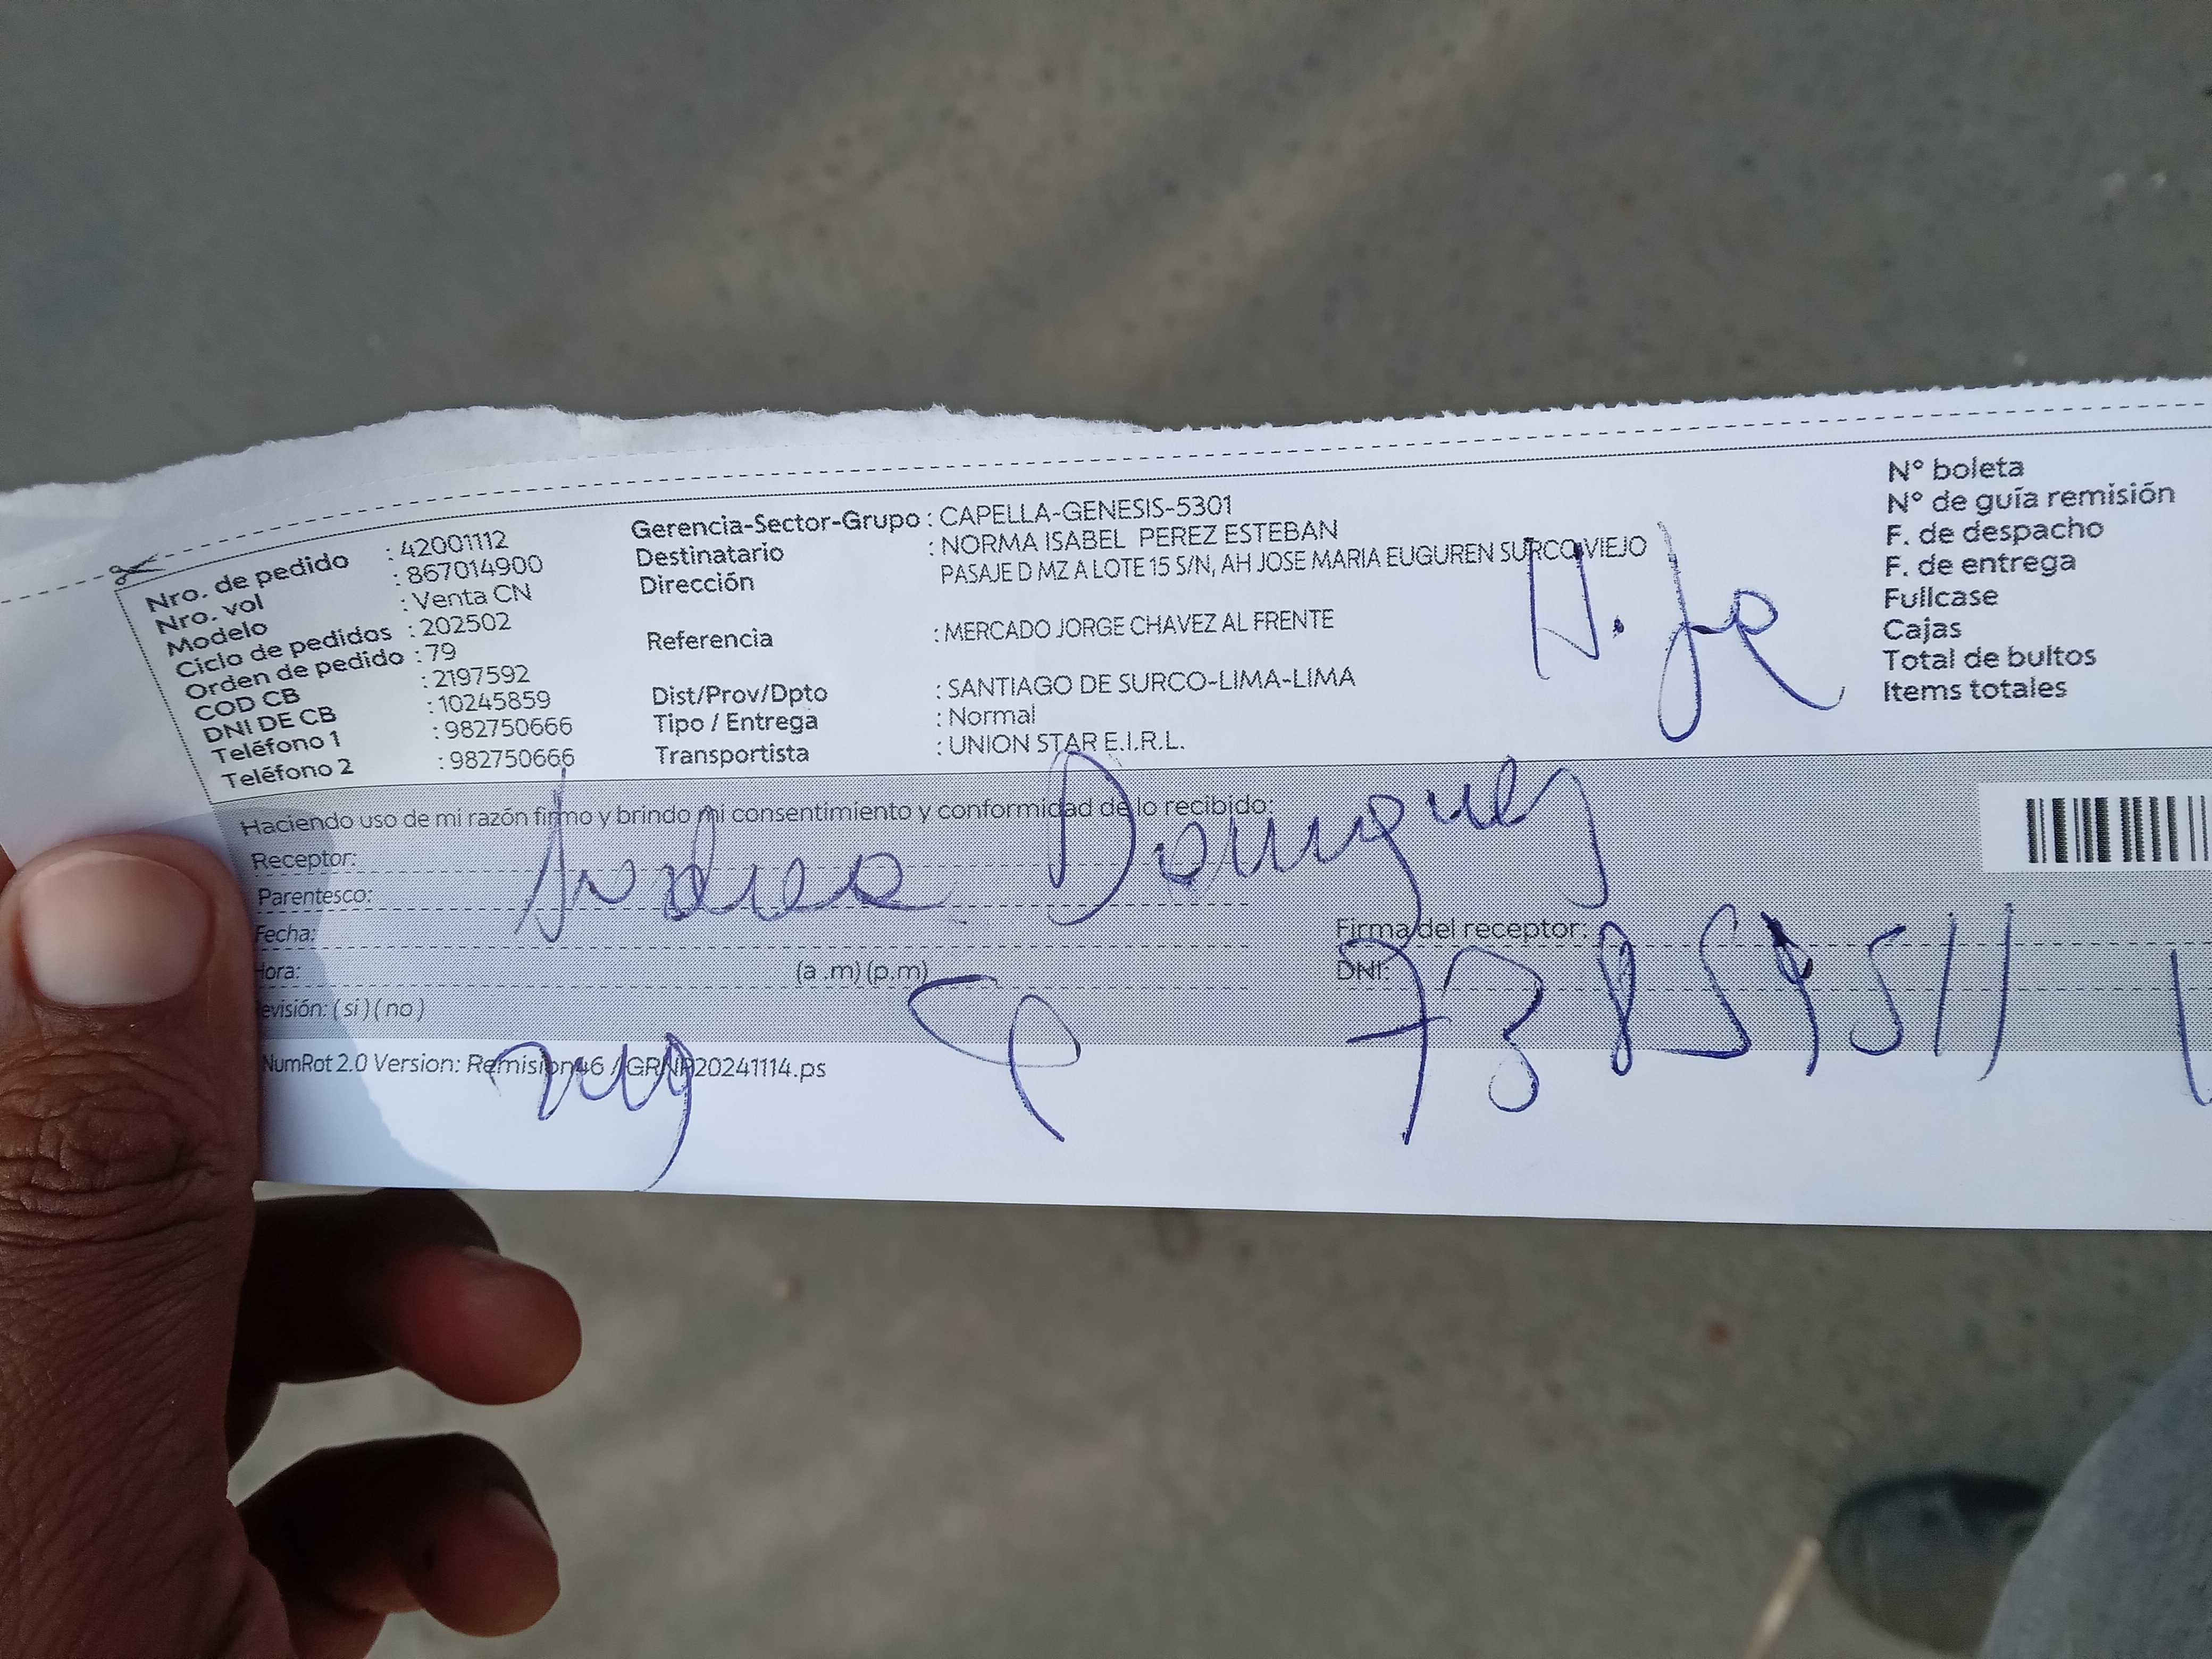 Nro. de pedido : 42001112
Nro. vol : 867014900
Modelo : Venta CN
Ciclo de pedidos : 202502
Orden de pedido : 79
COD CB : 2197592
DNI DE CB : 10245859
Teléfono 1 : 982750666
Teléfono 2 : 982750666
Gerencia-Sector-Grupo : CAPELLA-GENESIS-5301
Destinatario : NORMA ISABEL PEREZ ESTEBAN
Dirección PASAJE D MZ A LOTE 15 S/N, AH JOSE MARIA EUGUREN SURCO VIEJO
Referencia : MERCADO JORGE CHAVEZ AL FRENTE
Dist/Prov/Dpto : SANTIAGO DE SURCO-LIMA-LIMA
Tipo / Entrega : Normal
Transportista : UNION STAR E.I.R.L.
N° boleta
N° de guía remisión
F. de despacho
F. de entrega
Fullcase
Cajas
Total de bultos
Items totales
Haciendo uso de mi razón firmo y brindo mi consentimiento y conformidad de lo recibido:
Receptor:
Parentesco:
Fecha:
Hora: (a .m) (p.m)
evisión: ( si ) ( no )
Domguez
Firma del receptor:
DNI:
NumRot 2.0 Version: Remision46 / GRNP20241114.ps